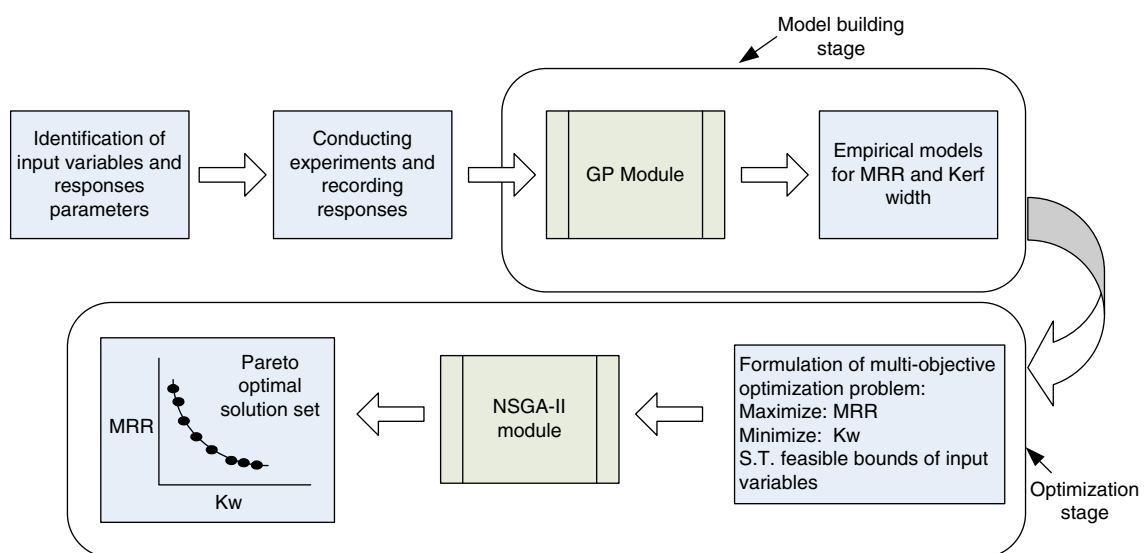 Model building
stage
Identification of
input variables and
responses
parameters
Conducting
experiments and
recording
responses
GP Module
Empirical models
for MRR and Kerf
width
Formulation of multi-objective
optimization problem:
Maximize: MRR
Minimize: Kw
S.T. feasible bounds of input
variables
NSGA-II
module
Pareto
optimal
solution set
MRR
Kw
Optimization
stage